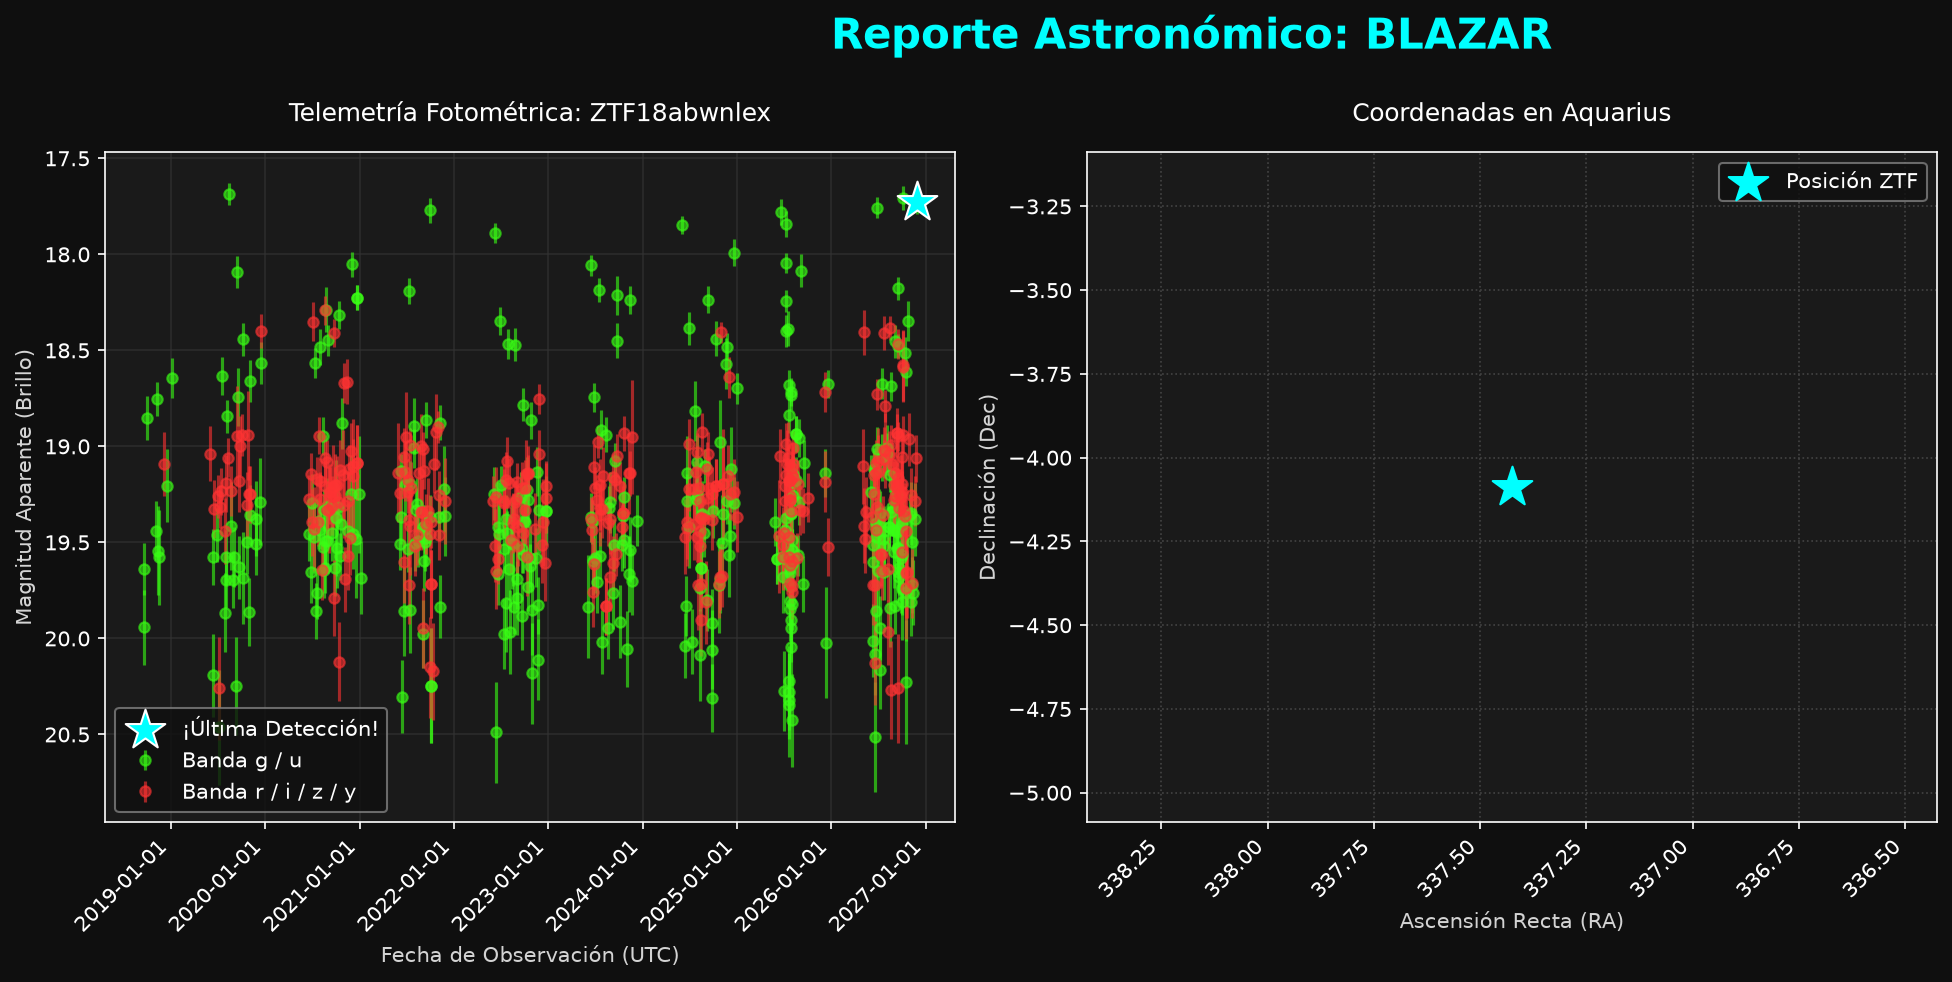 Reporte Astronómico: BLAZAR
Telemetría Fotométrica: ZTF18abwnlex
Magnitud Aparente (Brillo)
17.5
18.0
18.5
19.0
19.5
20.0
20.5
¡Última Detección!
Banda g / u
Banda r / i / z / y
2019-01-01
2020-01-01
2021-01-01
2022-01-01
2023-01-01
2024-01-01
2025-01-01
2026-01-01
2027-01-01
Fecha de Observación (UTC)
Coordenadas en Aquarius
Posición ZTF
Declinación (Dec)
−3.25
−3.50
−3.75
−4.00
−4.25
−4.50
−4.75
−5.00
338.25
338.00
337.75
337.50
337.25
337.00
336.75
336.50
Ascensión Recta (RA)